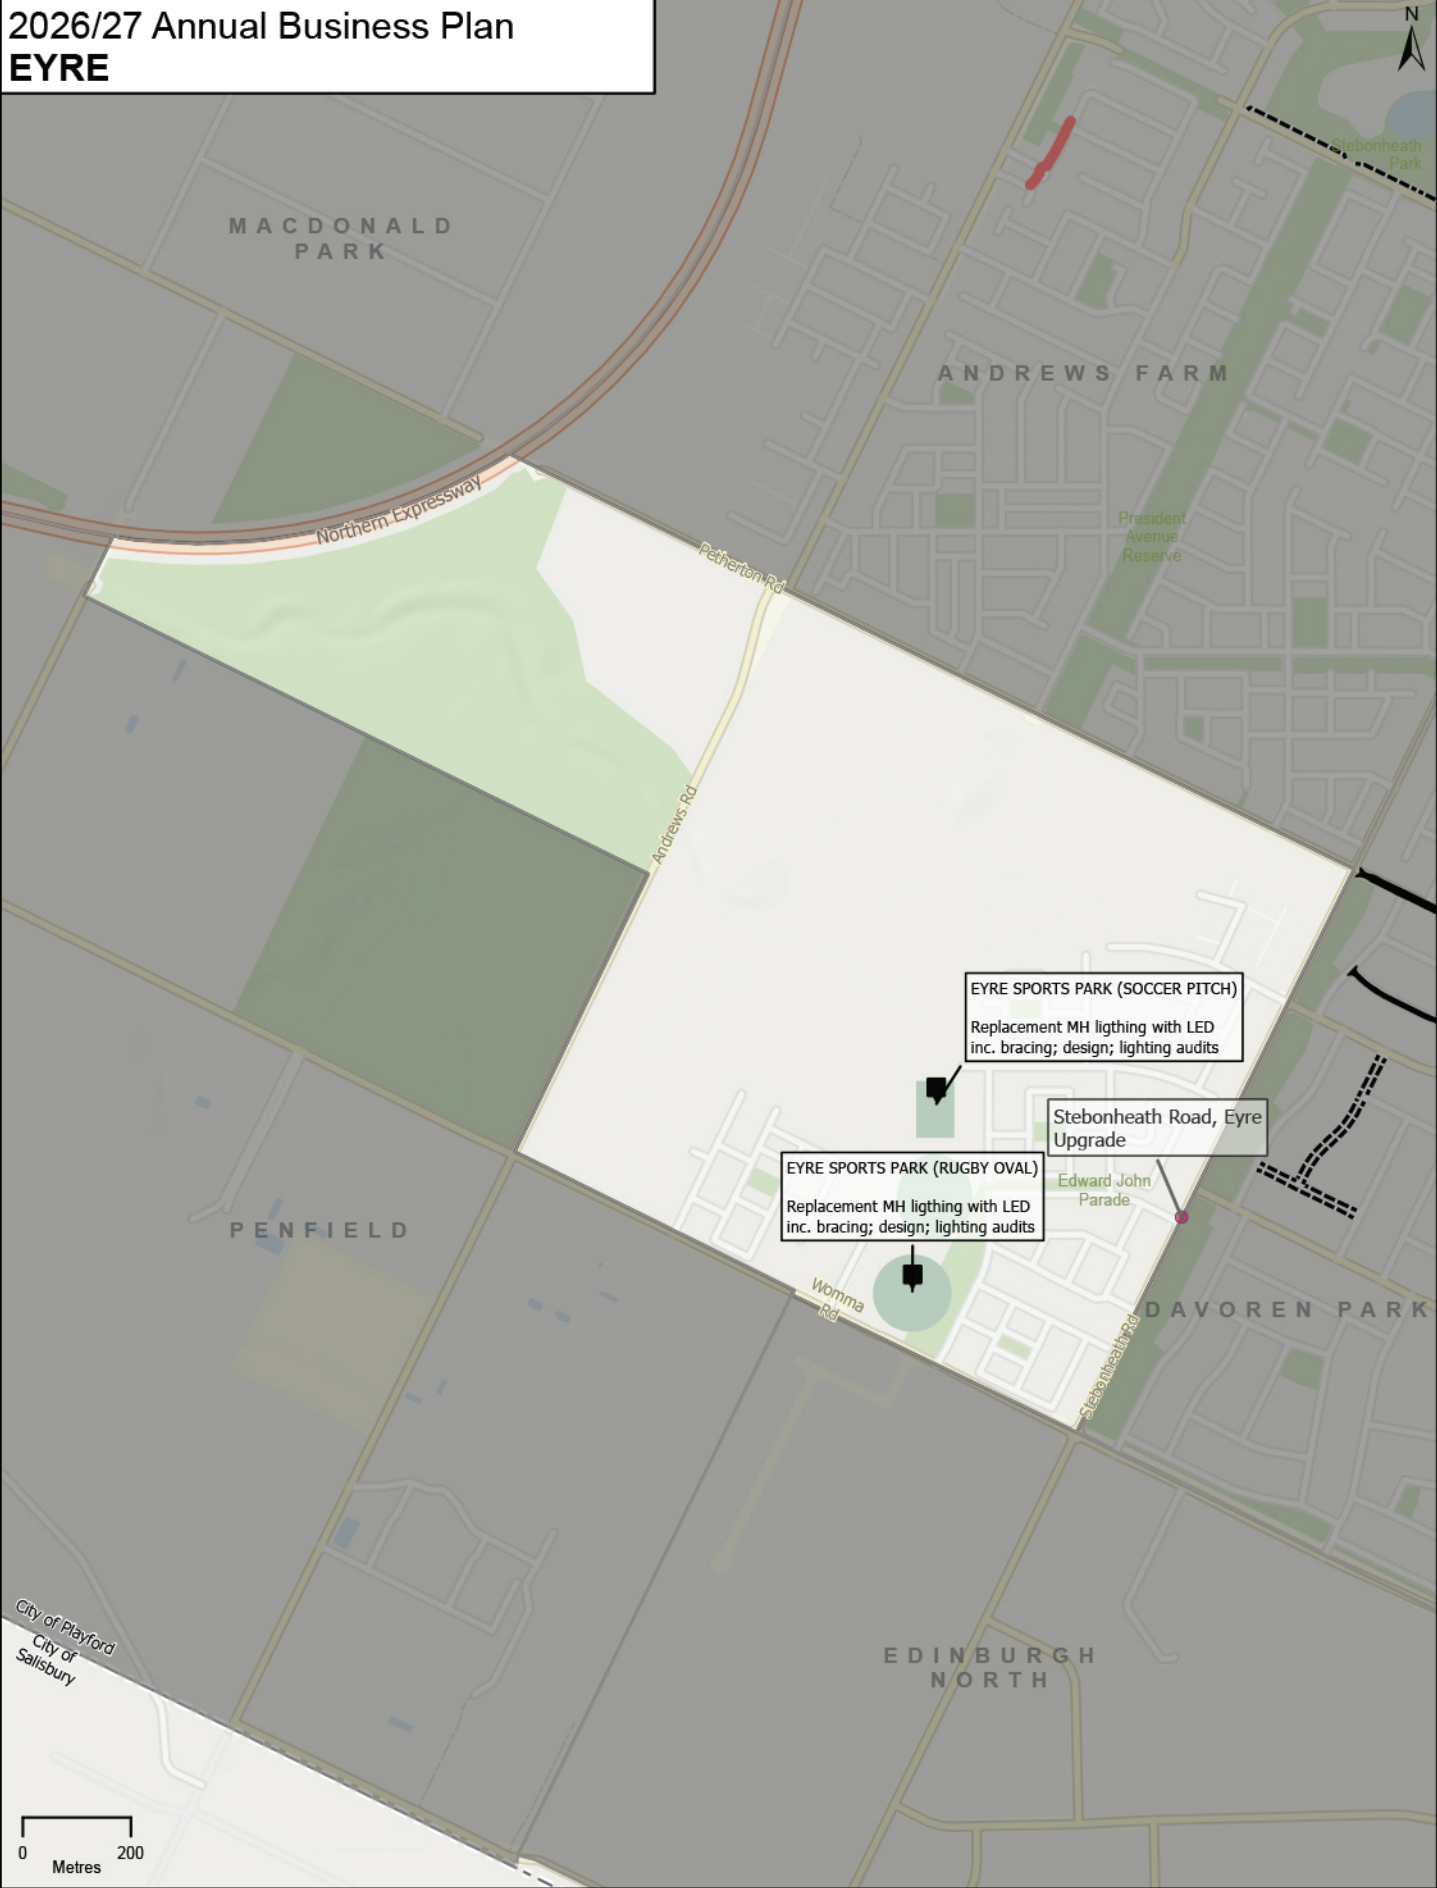 2026/27 Annual Business Plan
EYRE
N
Stebonheath
Park
MACDONALD
PARK
ANDREWS FARM
Northern Expressway
President
Avenue
Reserve
Petherton Rd
Andrews Rd
EYRE SPORTS PARK (SOCCER PITCH)
Replacement MH ligthing with LED
inc. bracing; design; lighting audits
Stebonheath Road, Eyre
Upgrade
EYRE SPORTS PARK (RUGBY OVAL)
Replacement MH ligthing with LED
inc. bracing; design; lighting audits
Edward John
Parade
PENFIELD
Womma
Rd
DAVOREN PARK
Stebonheath Rd
City of Playford
City of
Salisbury
EDINBURGH
NORTH
0 200
Metres